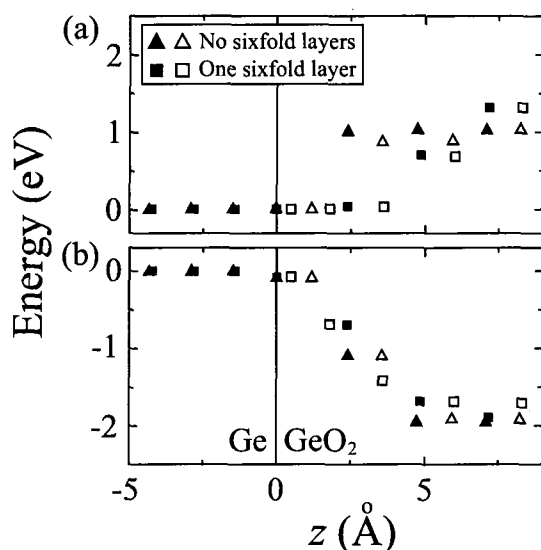 (a)
2
▲ △ No sixfold layers
■ □ One sixfold layer
1
0
Energy (eV)
(b)
0
-1
-2
Ge GeO₂
-5 0 5
z (Å)